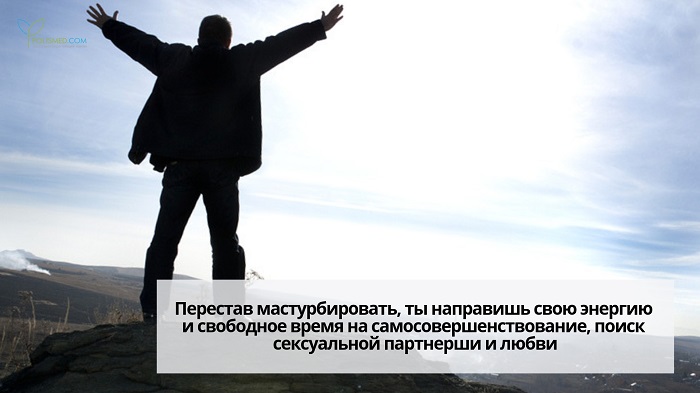 Перестав мастурбировать, ты направишь свою энергию
и свободное время на самосовершенствование, поиск
сексуальной партнерши и любви